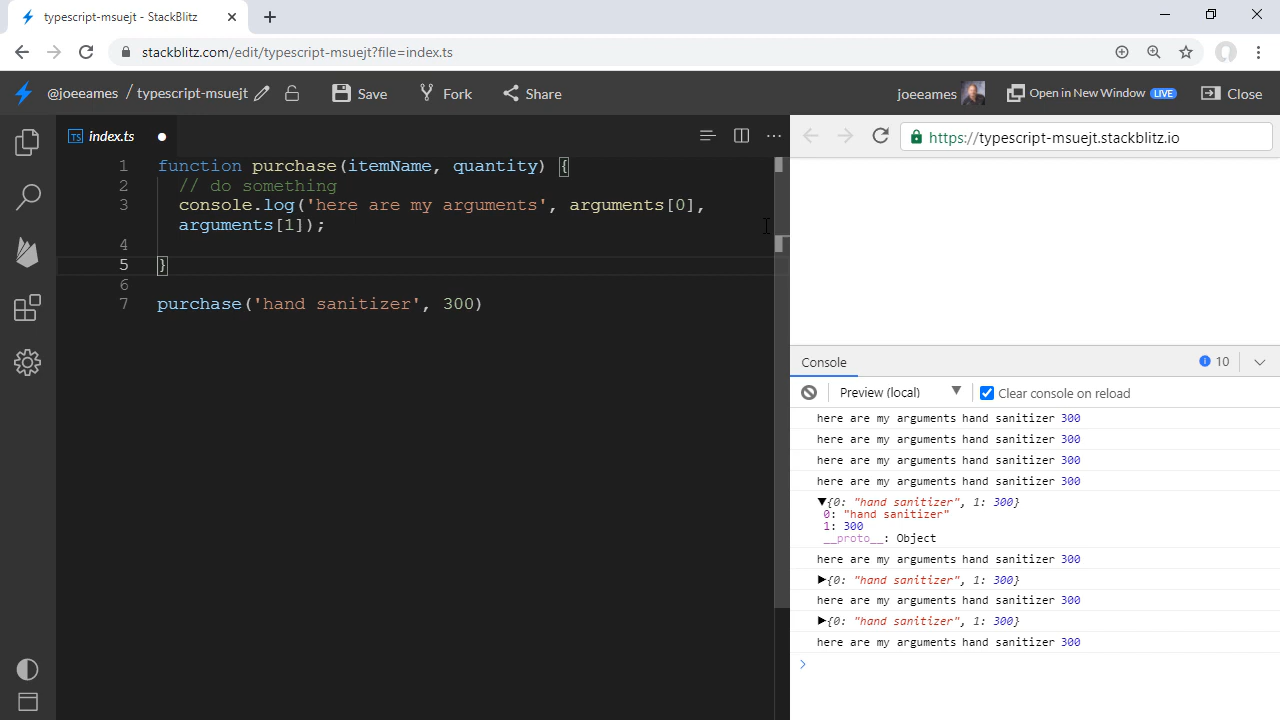 typescript-msuejt - StackBlitz
stackblitz.com/edit/typescript-msuejt?file=index.ts
@joeeames / typescript-msuejt
Save
Fork
Share
joeeames
Open in New Window LIVE
Close
TS index.ts
https://typescript-msuejt.stackblitz.io
1 function purchase(itemName, quantity) {
2 // do something
3 console.log('here are my arguments', arguments[0],
arguments[1]);
4
5 }
6
7 purchase('hand sanitizer', 300)
Console
10
Preview (local)
Clear console on reload
here are my arguments hand sanitizer 300
here are my arguments hand sanitizer 300
here are my arguments hand sanitizer 300
here are my arguments hand sanitizer 300
▼{0: "hand sanitizer", 1: 300}
0: "hand sanitizer"
1: 300
__proto__: Object
here are my arguments hand sanitizer 300
▶{0: "hand sanitizer", 1: 300}
here are my arguments hand sanitizer 300
▶{0: "hand sanitizer", 1: 300}
here are my arguments hand sanitizer 300